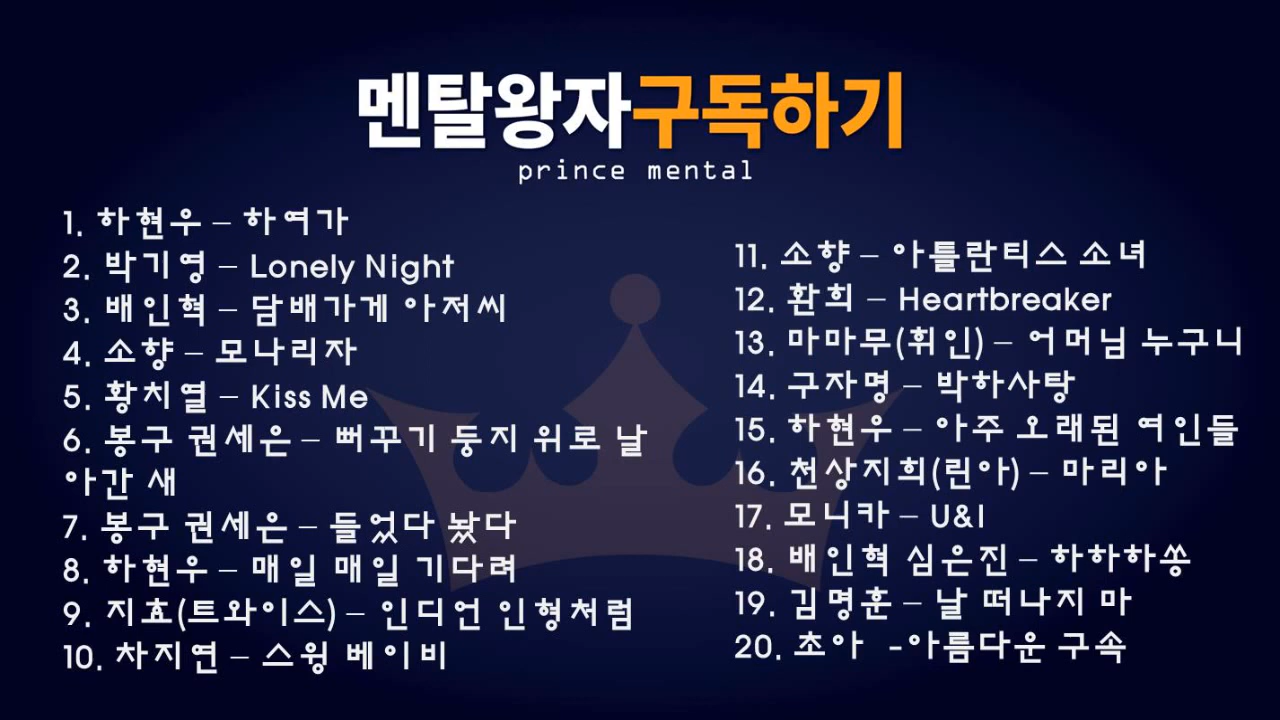 멘탈왕자구독하기
prince mental
1. 하현우 – 하여가
2. 박기영 – Lonely Night
3. 배인혁 – 담배가게 아저씨
4. 소향 – 모나리자
5. 황치열 – Kiss Me
6. 봉구 권세은 – 뻐꾸기 둥지 위로 날
아간 새
7. 봉구 권세은 – 들었다 놨다
8. 하현우 – 매일 매일 기다려
9. 지효(트와이스) – 인디언 인형처럼
10. 차지연 – 스윙 베이비
11. 소향 – 아틀란티스 소녀
12. 환희 – Heartbreaker
13. 마마무(휘인) – 어머님 누구니
14. 구자명 – 박하사탕
15. 하현우 – 아주 오래된 여인들
16. 천상지희(린아) – 마리아
17. 모니카 – U&I
18. 배인혁 심은진 – 하하하쏭
19. 김명훈 – 날 떠나지 마
20. 초아 -아름다운 구속